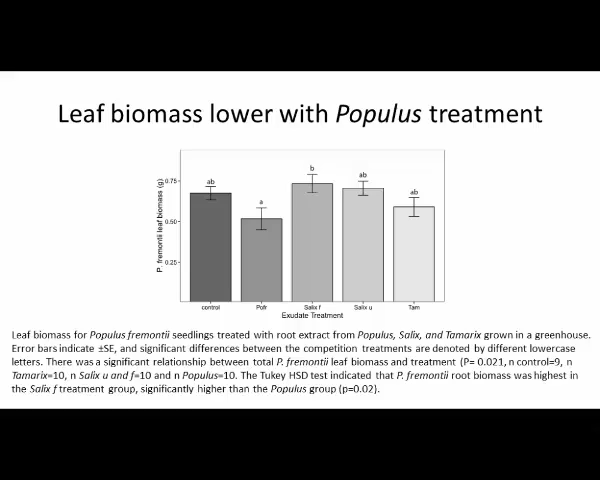 Leaf biomass lower with Populus treatment
P. fremontii leaf biomass (g)
0.75
0.50
0.25
ab
a
b
ab
ab
control
Pofr
Salix f
Salix u
Tam
Exudate Treatment
Leaf biomass for Populus fremontii seedlings treated with root extract from Populus, Salix, and Tamarix grown in a greenhouse.
Error bars indicate ±SE, and significant differences between the competition treatments are denoted by different lowercase
letters. There was a significant relationship between total P. fremontii leaf biomass and treatment (P= 0.021, n control=9, n
Tamarix=10, n Salix u and f=10 and n Populus=10. The Tukey HSD test indicated that P. fremontii root biomass was highest in
the Salix f treatment group, significantly higher than the Populus group (p=0.02).